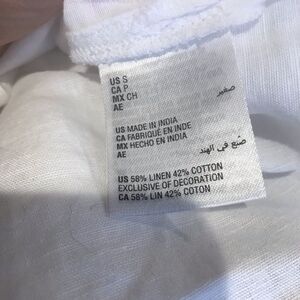 US S
CA P
MX CH
AE صغير
US MADE IN INDIA
CA FABRIQUÉ EN INDE
MX HECHO EN INDIA
AE صنع في الهند
US 58% LINEN 42% COTTON
EXCLUSIVE OF DECORATION
CA 58% LIN 42% COTON